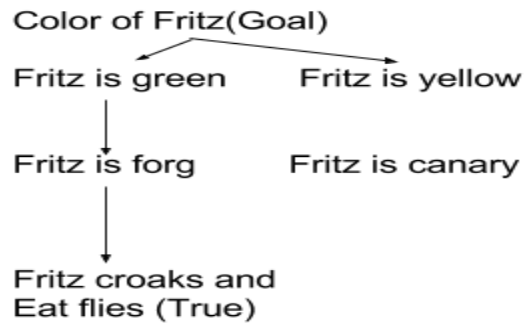 Color of Fritz(Goal)
Fritz is green Fritz is yellow
Fritz is forg Fritz is canary
Fritz croaks and
Eat flies (True)